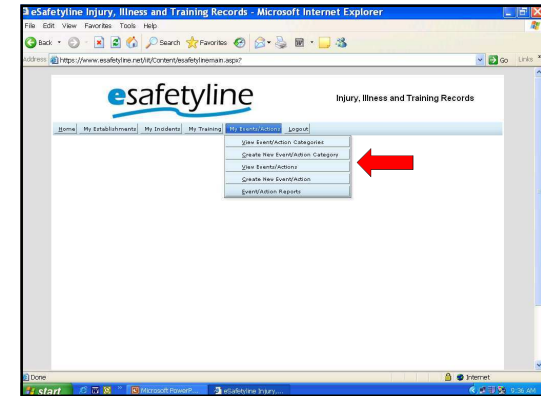 eSafetyline Injury, Illness and Training Records - Microsoft Internet Explorer
File Edit View Favorites Tools Help
Back Search Favorites
Address https://www.esafetyline.net/iit/Content/esafetylinemain.aspx? Go Links
esafetyline
Injury, Illness and Training Records
Home My Establishments My Incidents My Training My Events/Actions Logout
View Event/Action Categories
Create New Event/Action Category
View Events/Actions
Create New Event/Action
Event/Action Reports
Done Internet
start Microsoft PowerP... eSafetyline Injury,... 9:36 AM